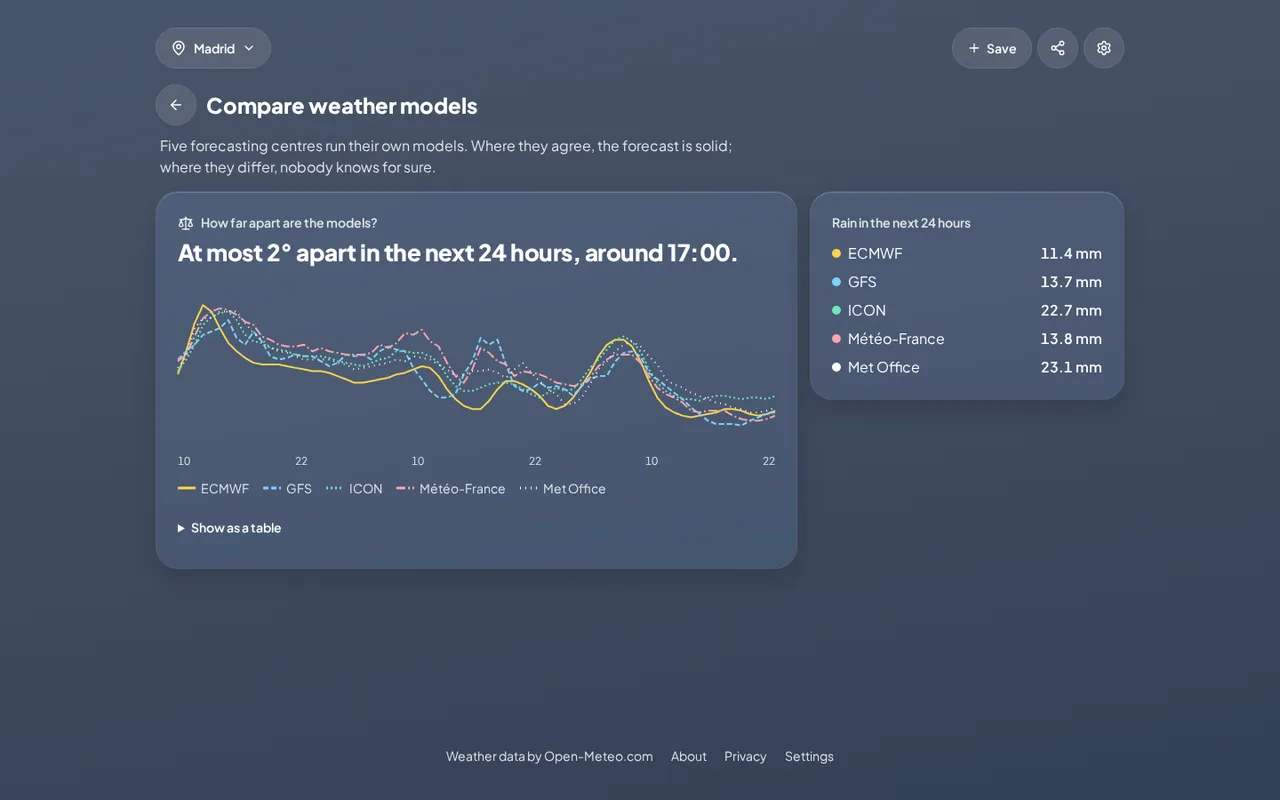 Madrid
Save
Compare weather models
Five forecasting centres run their own models. Where they agree, the forecast is solid;
where they differ, nobody knows for sure.
How far apart are the models?
At most 2° apart in the next 24 hours, around 17:00.
10 22 10 22 10 22
ECMWF GFS ICON Météo-France Met Office
Show as a table
Rain in the next 24 hours
ECMWF 11.4 mm
GFS 13.7 mm
ICON 22.7 mm
Météo-France 13.8 mm
Met Office 23.1 mm
Weather data by Open-Meteo.com About Privacy Settings